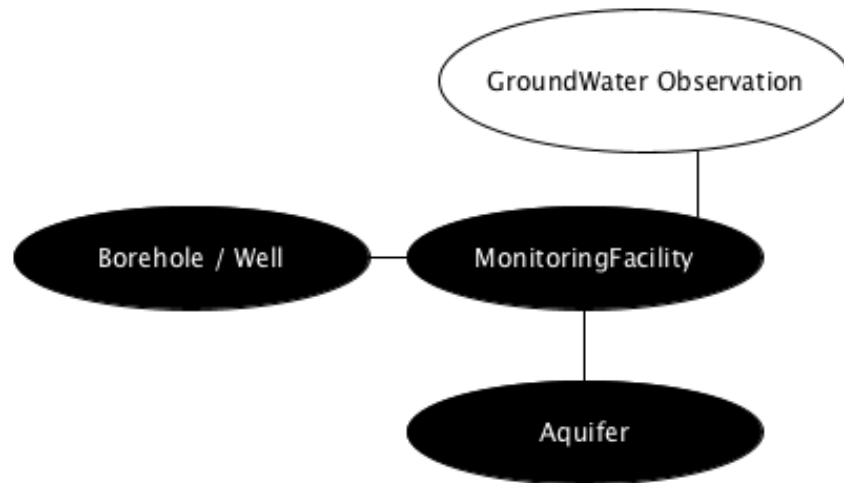 GroundWater Observation
Borehole / Well
MonitoringFacility
Aquifer